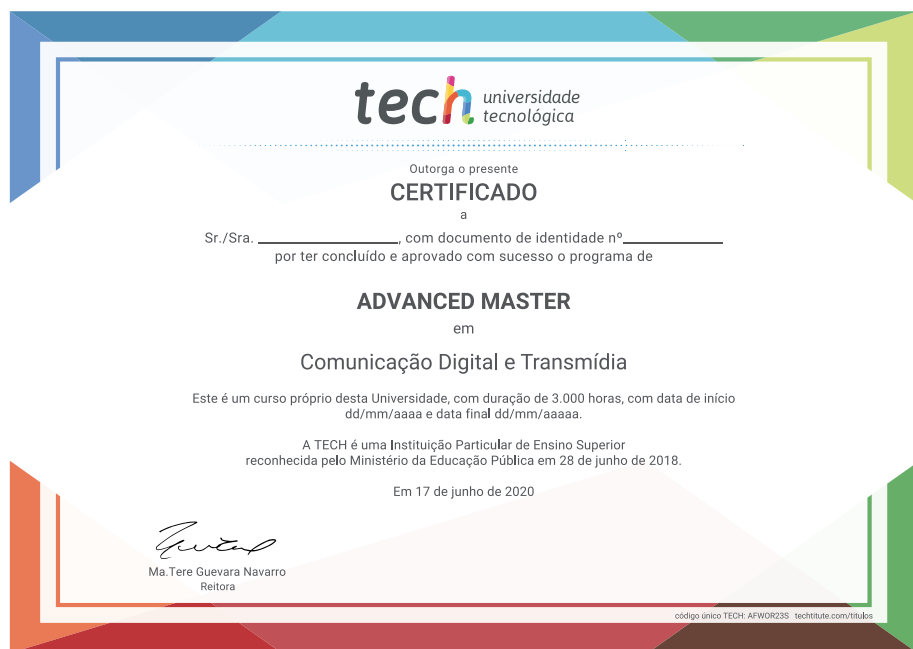 tech universidade
tecnológica
Outorga o presente
CERTIFICADO
a
Sr./Sra. ____________________, com documento de identidade nº______________
por ter concluído e aprovado com sucesso o programa de
ADVANCED MASTER
em
Comunicação Digital e Transmídia
Este é um curso próprio desta Universidade, com duração de 3.000 horas, com data de início
dd/mm/aaaa e data final dd/mm/aaaaa.
A TECH é uma Instituição Particular de Ensino Superior
reconhecida pelo Ministério da Educação Pública em 28 de junho de 2018.
Em 17 de junho de 2020
Ma.Tere Guevara Navarro
Reitora
código único TECH: AFWOR23S techtitute.com/titulos